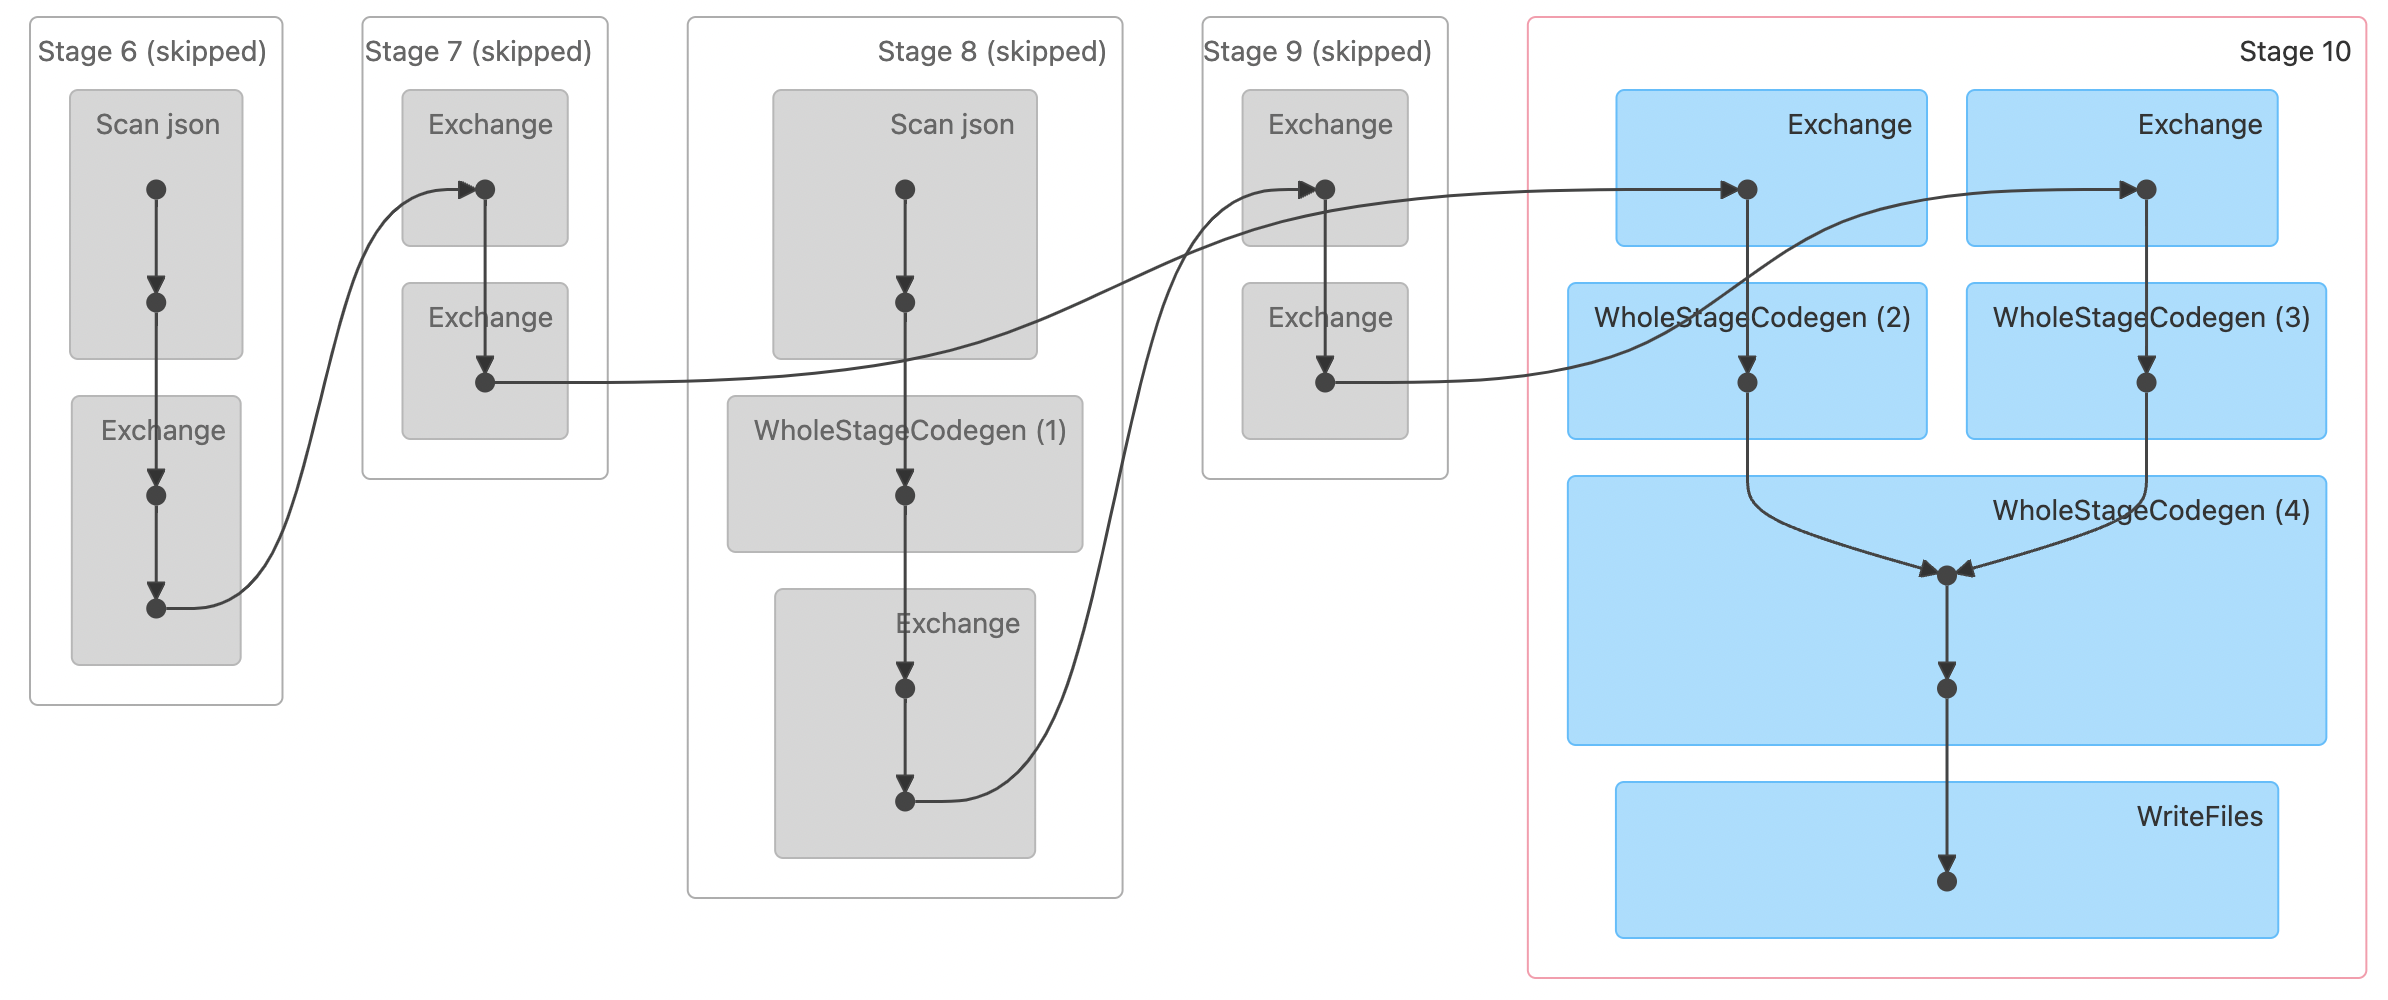 Stage 6 (skipped)
Scan json
Exchange
Stage 7 (skipped)
Exchange
Exchange
Stage 8 (skipped)
Scan json
WholeStageCodegen (1)
Exchange
Stage 9 (skipped)
Exchange
Exchange
Stage 10
Exchange
Exchange
WholeStageCodegen (2)
WholeStageCodegen (3)
WholeStageCodegen (4)
WriteFiles